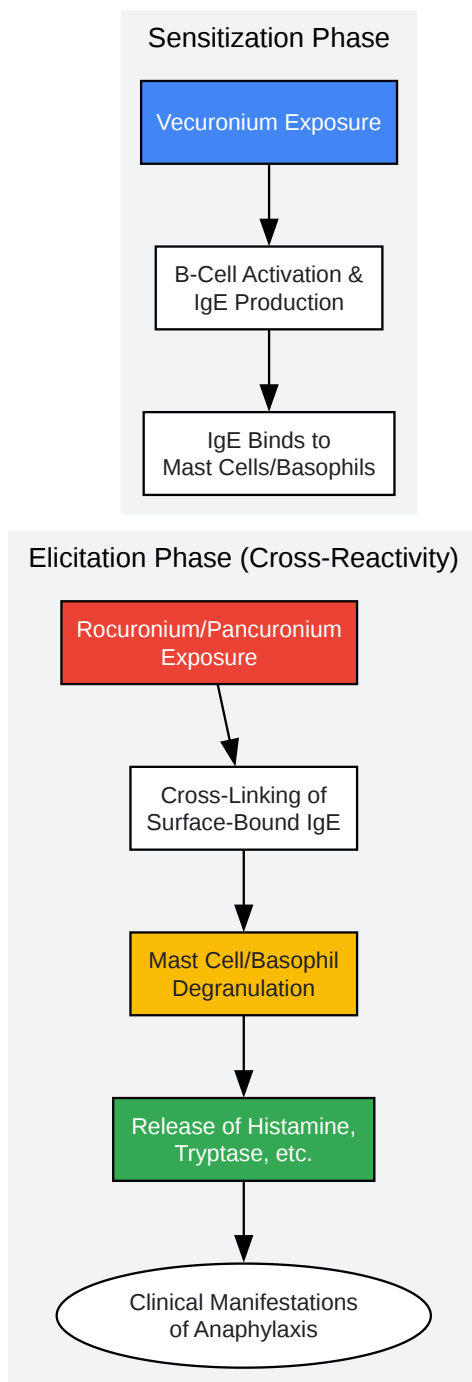 Sensitization Phase
Vecuronium Exposure
B-Cell Activation &
IgE Production
IgE Binds to
Mast Cells/Basophils
Elicitation Phase (Cross-Reactivity)
Rocuronium/Pancuronium
Exposure
Cross-Linking of
Surface-Bound IgE
Mast Cell/Basophil
Degranulation
Release of Histamine,
Tryptase, etc.
Clinical Manifestations
of Anaphylaxis